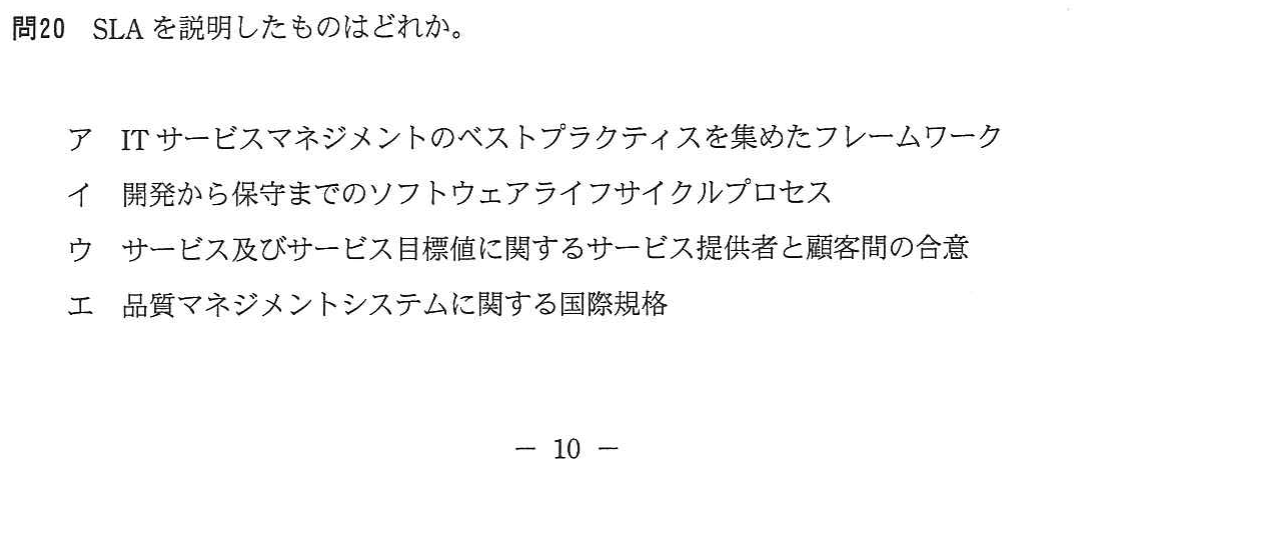 問20 SLA を説明したものはどれか。
ア IT サービスマネジメントのベストプラクティスを集めたフレームワーク
イ 開発から保守までのソフトウェアライフサイクルプロセス
ウ サービス及びサービス目標値に関するサービス提供者と顧客間の合意
エ 品質マネジメントシステムに関する国際規格
－ 10 －